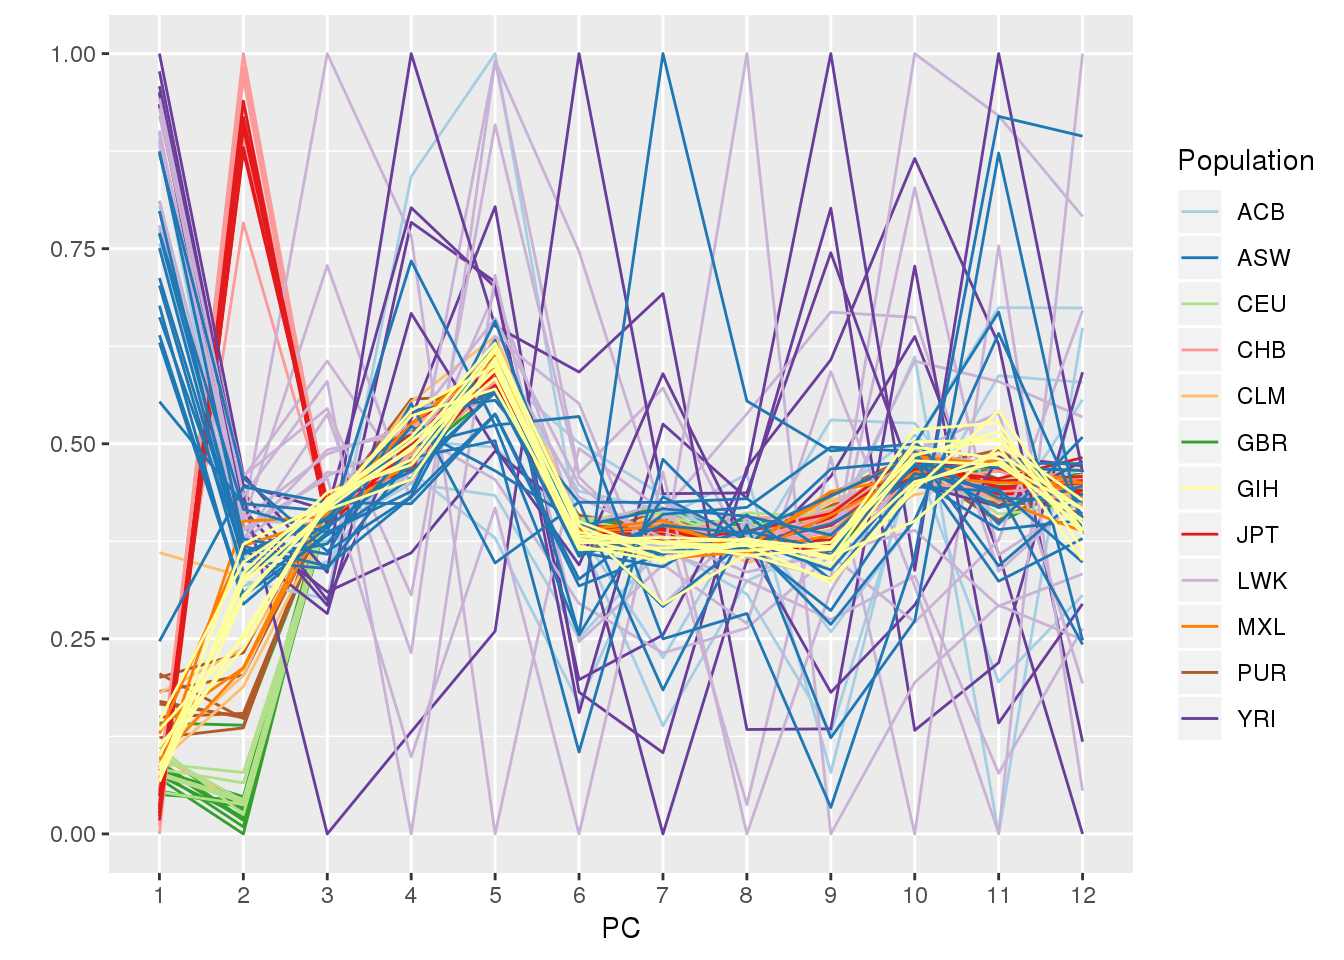 1.00
0.75
0.50
0.25
0.00
1 2 3 4 5 6 7 8 9 10 11 12
PC
Population
ACB
ASW
CEU
CHB
CLM
GBR
GIH
JPT
LWK
MXL
PUR
YRI